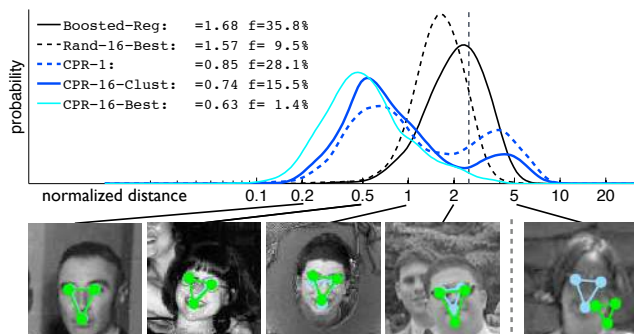 Boosted-Reg: =1.68 f=35.8%
Rand-16-Best: =1.57 f= 9.5%
CPR-1: =0.85 f=28.1%
CPR-16-Clust: =0.74 f=15.5%
CPR-16-Best: =0.63 f= 1.4%
probability
normalized distance 0.1 0.2 0.5 1 2 5 10 20